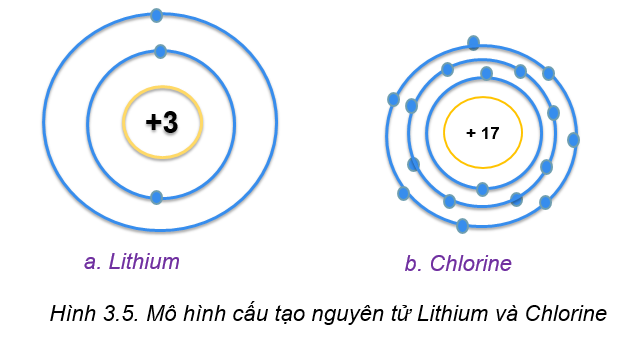 +3
+ 17
a. Lithium
b. Chlorine
Hình 3.5. Mô hình cấu tạo nguyên tử Lithium và Chlorine